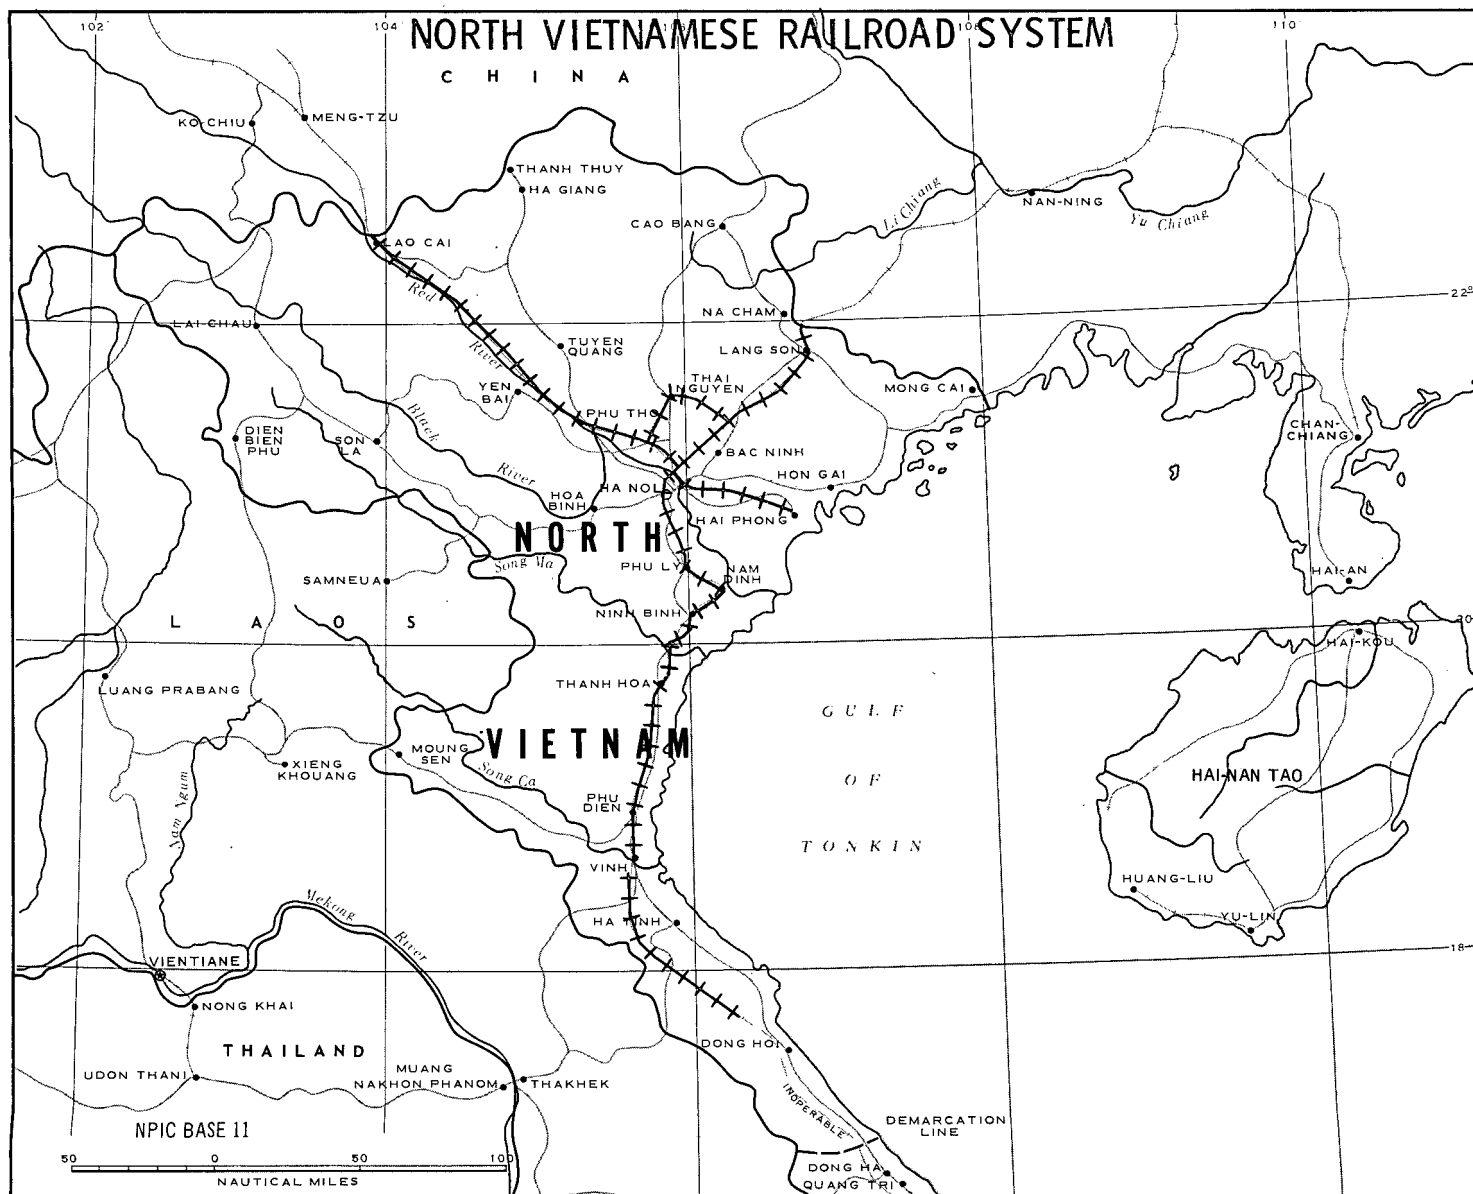 102°
104°
106°
108°
110°
NORTH VIETNAMESE RAILROAD SYSTEM
CHINA
KO-CHIU
MENG-TZU
THANH THUY
HA GIANG
CAO BANG
Li Chiang
NAN-NING
Yu Chiang
LAO CAI
Red
River
22°
NA CHAM
LAI CHAU
TUYEN
QUANG
LANG SON
THAI
NGUYEN
MONG CAI
YEN
BAI
PHU THO
Black
River
CHAN-
CHIANG
DIEN
BIEN
PHU
SON
LA
BAC NINH
HON GAI
HA NOI
HOA
BINH
HAI PHONG
NORTH
Song Ma
PHU LY
NAM
DINH
HAI-AN
SAMNEUA
NINH BINH
LAOS
20
HAI-KOU
LUANG PRABANG
THANH HOA
GULF
OF
TONKIN
VIETNAM
MOUNG
SEN
Song Ca
XIENG
KHOUANG
Nam Ngum
HAI-NAN TAO
PHU
DIEN
VINH
HUANG-LIU
YU-LIN
HA TINH
Mekong
River
18
VIENTIANE
NONG KHAI
THAILAND
DONG HOI
UDON THANI
MUANG
NAKHON PHANOM
THAKHEK
INOPERABLE
DEMARCATION
LINE
NPIC BASE 11
50 0 50 100
NAUTICAL MILES
DONG HA
QUANG TRI